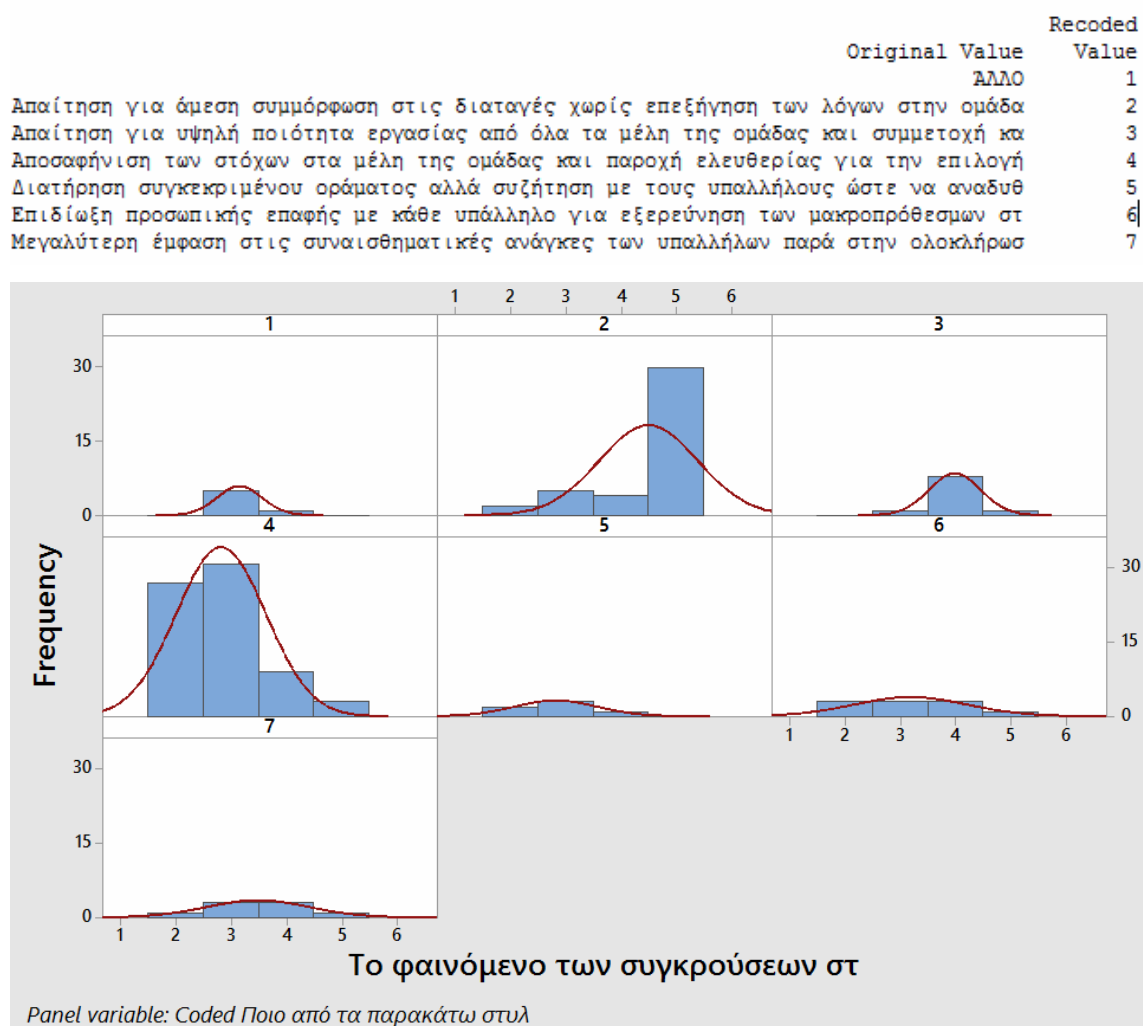 Recoded
Original Value Value
ΆΛΛΟ 1
Απαίτηση για άμεση συμμόρφωση στις διαταγές χωρίς επεξήγηση των λόγων στην ομάδα 2
Απαίτηση για υψηλή ποιότητα εργασίας από όλα τα μέλη της ομάδας και συμμετοχή κα 3
Αποσαφήνιση των στόχων στα μέλη της ομάδας και παροχή ελευθερίας για την επιλογή 4
Διατήρηση συγκεκριμένου οράματος αλλά συζήτηση με τους υπαλλήλους ώστε να αναδυθ 5
Επιδίωξη προσωπικής επαφής με κάθε υπάλληλο για εξερεύνηση των μακροπρόθεσμων στ 6
Μεγαλύτερη έμφαση στις συναισθηματικές ανάγκες των υπαλλήλων παρά στην ολοκλήρωσ 7
1 2 3 4 5 6
1 2 3
30
15
0
4 5 6
30
15
0
Frequency
7
1 2 3 4 5 6
30
15
0
1 2 3 4 5 6
Το φαινόμενο των συγκρούσεων στ
Panel variable: Coded Ποιο από τα παρακάτω στυλ